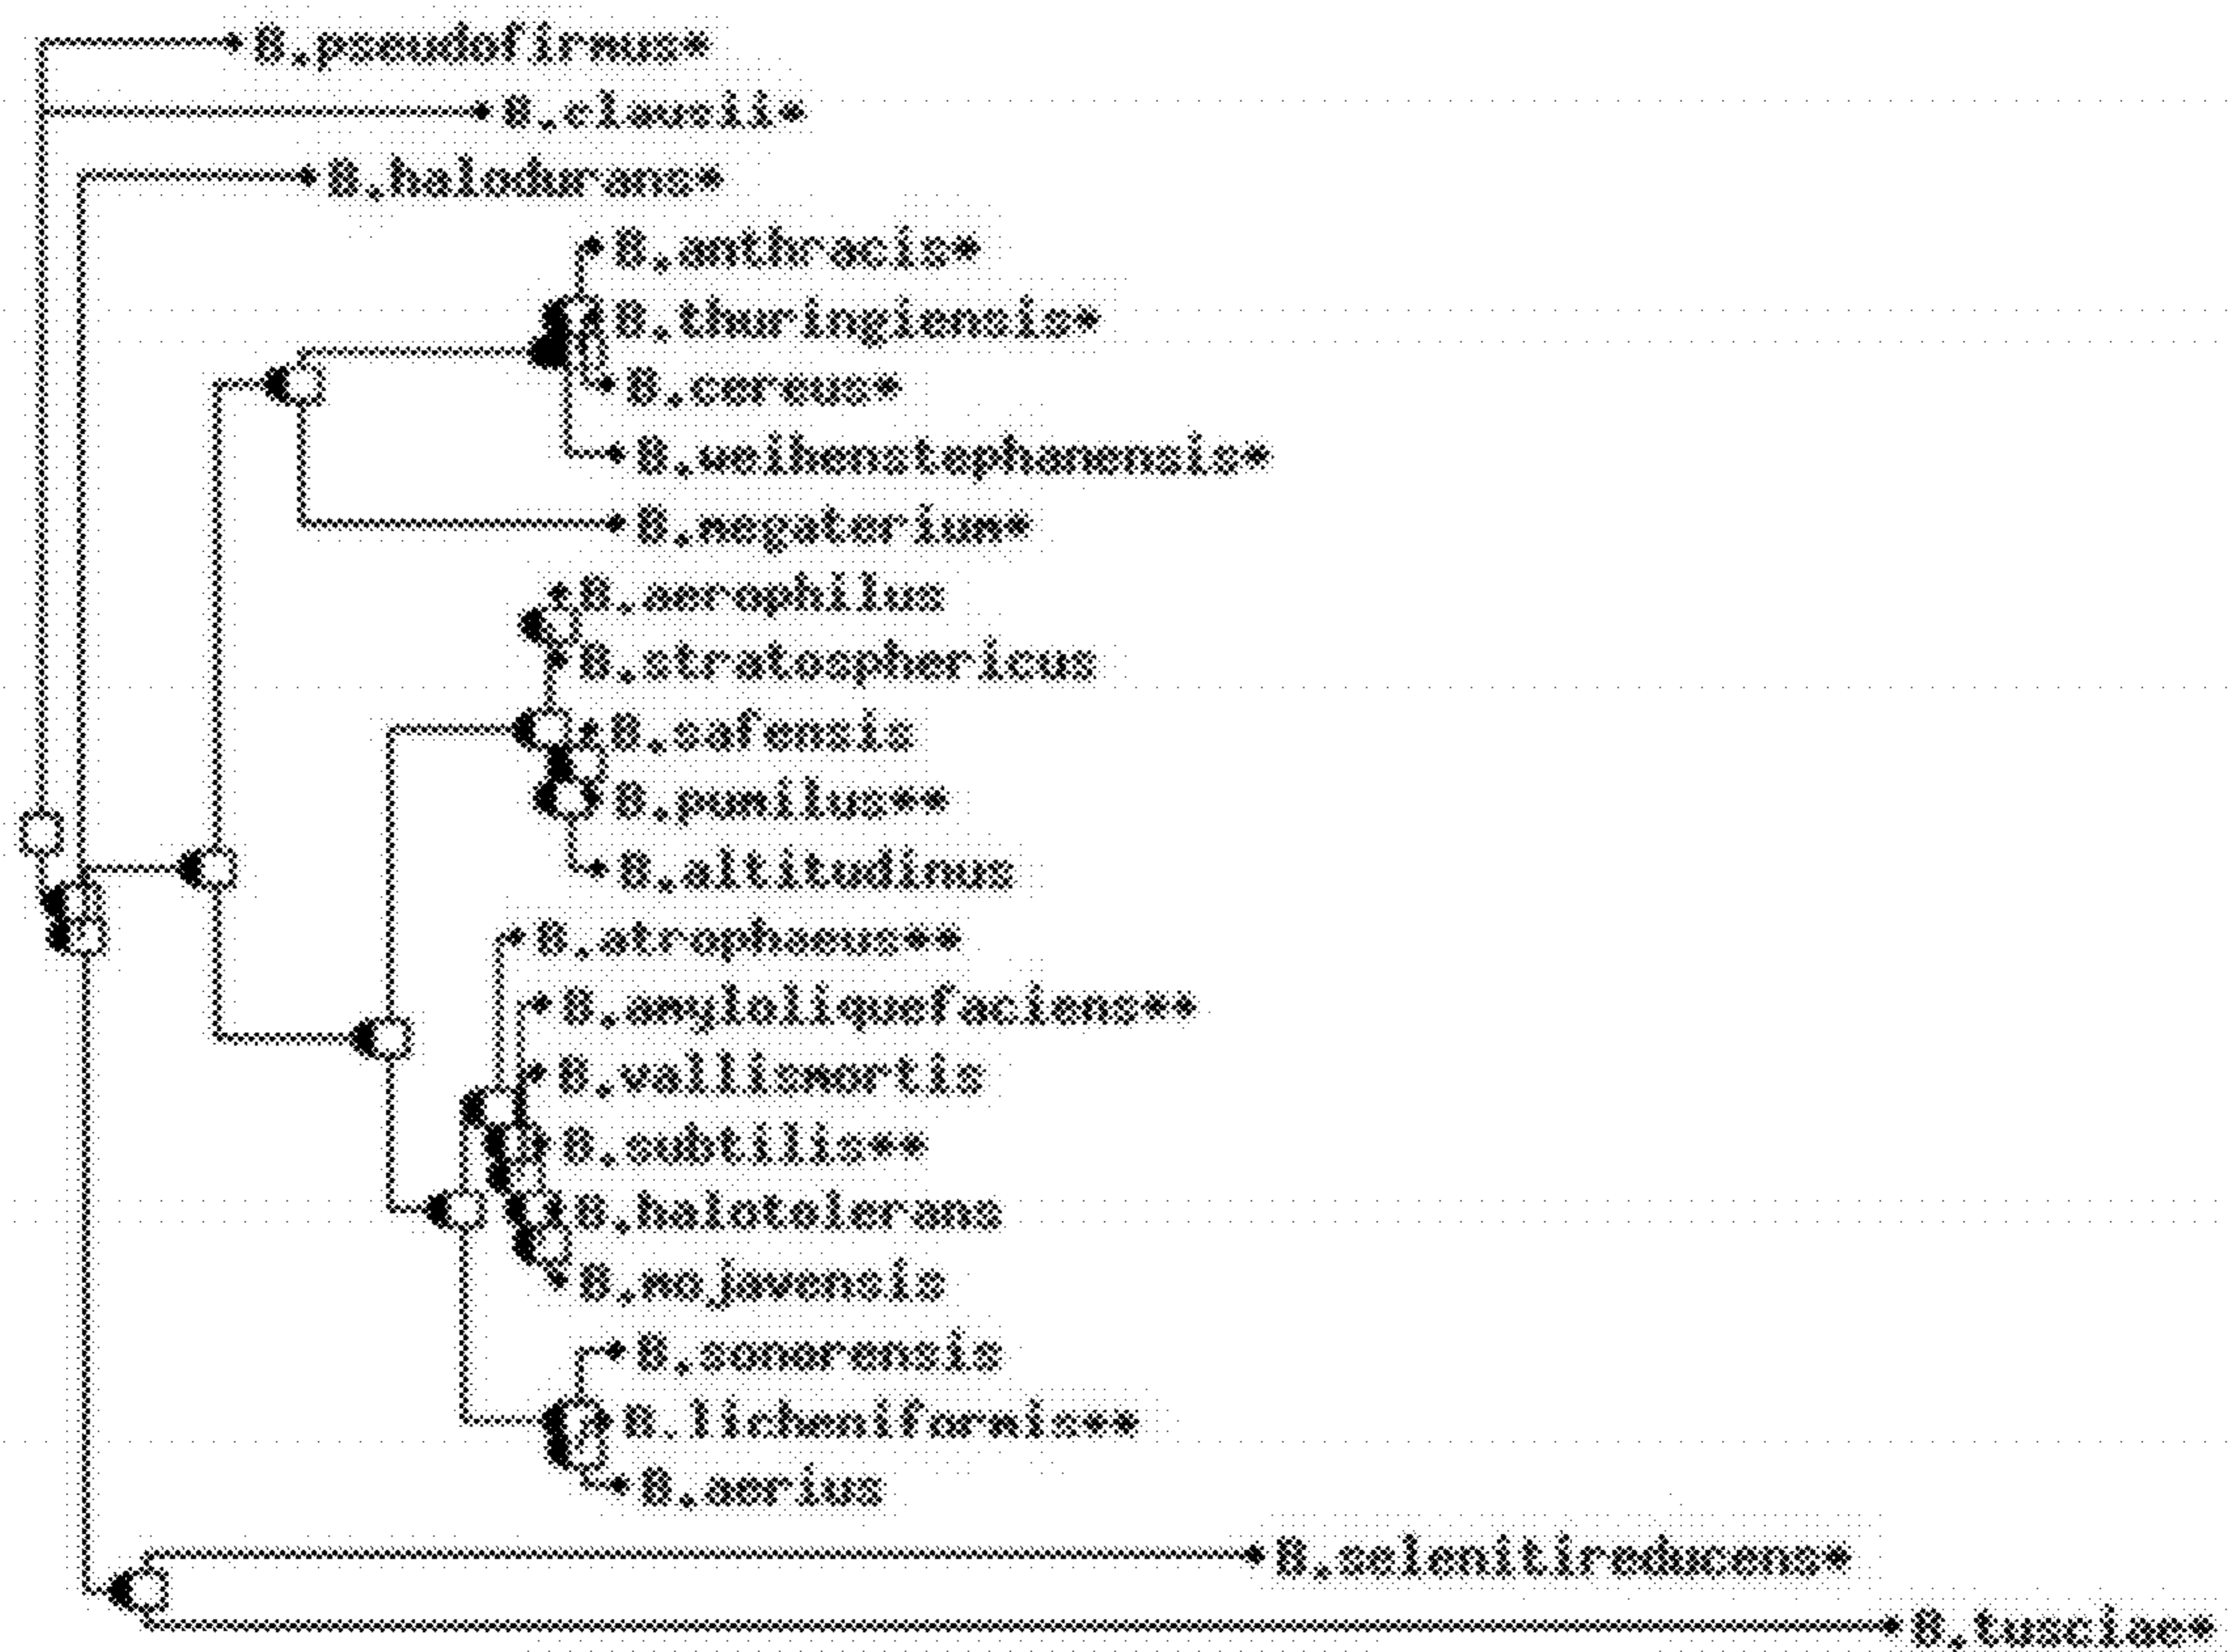 B.pseudofirmus*
B.clausii*
B.halodurans*
B.anthracis*
B.thuringiensis*
B.cereus*
B.weihenstephanensis*
B.megaterium*
B.aerophilus
B.stratosphericus
B.safensis
B.pumilus**
B.altitudinus
B.atrophaeus**
B.amyloliquefaciens**
B.vallismortis
B.subtilis**
B.halotolerans
B.mojavensis
B.sonorensis
B.licheniformis**
B.aerius
B.selenitireducens*
B.tusciae*